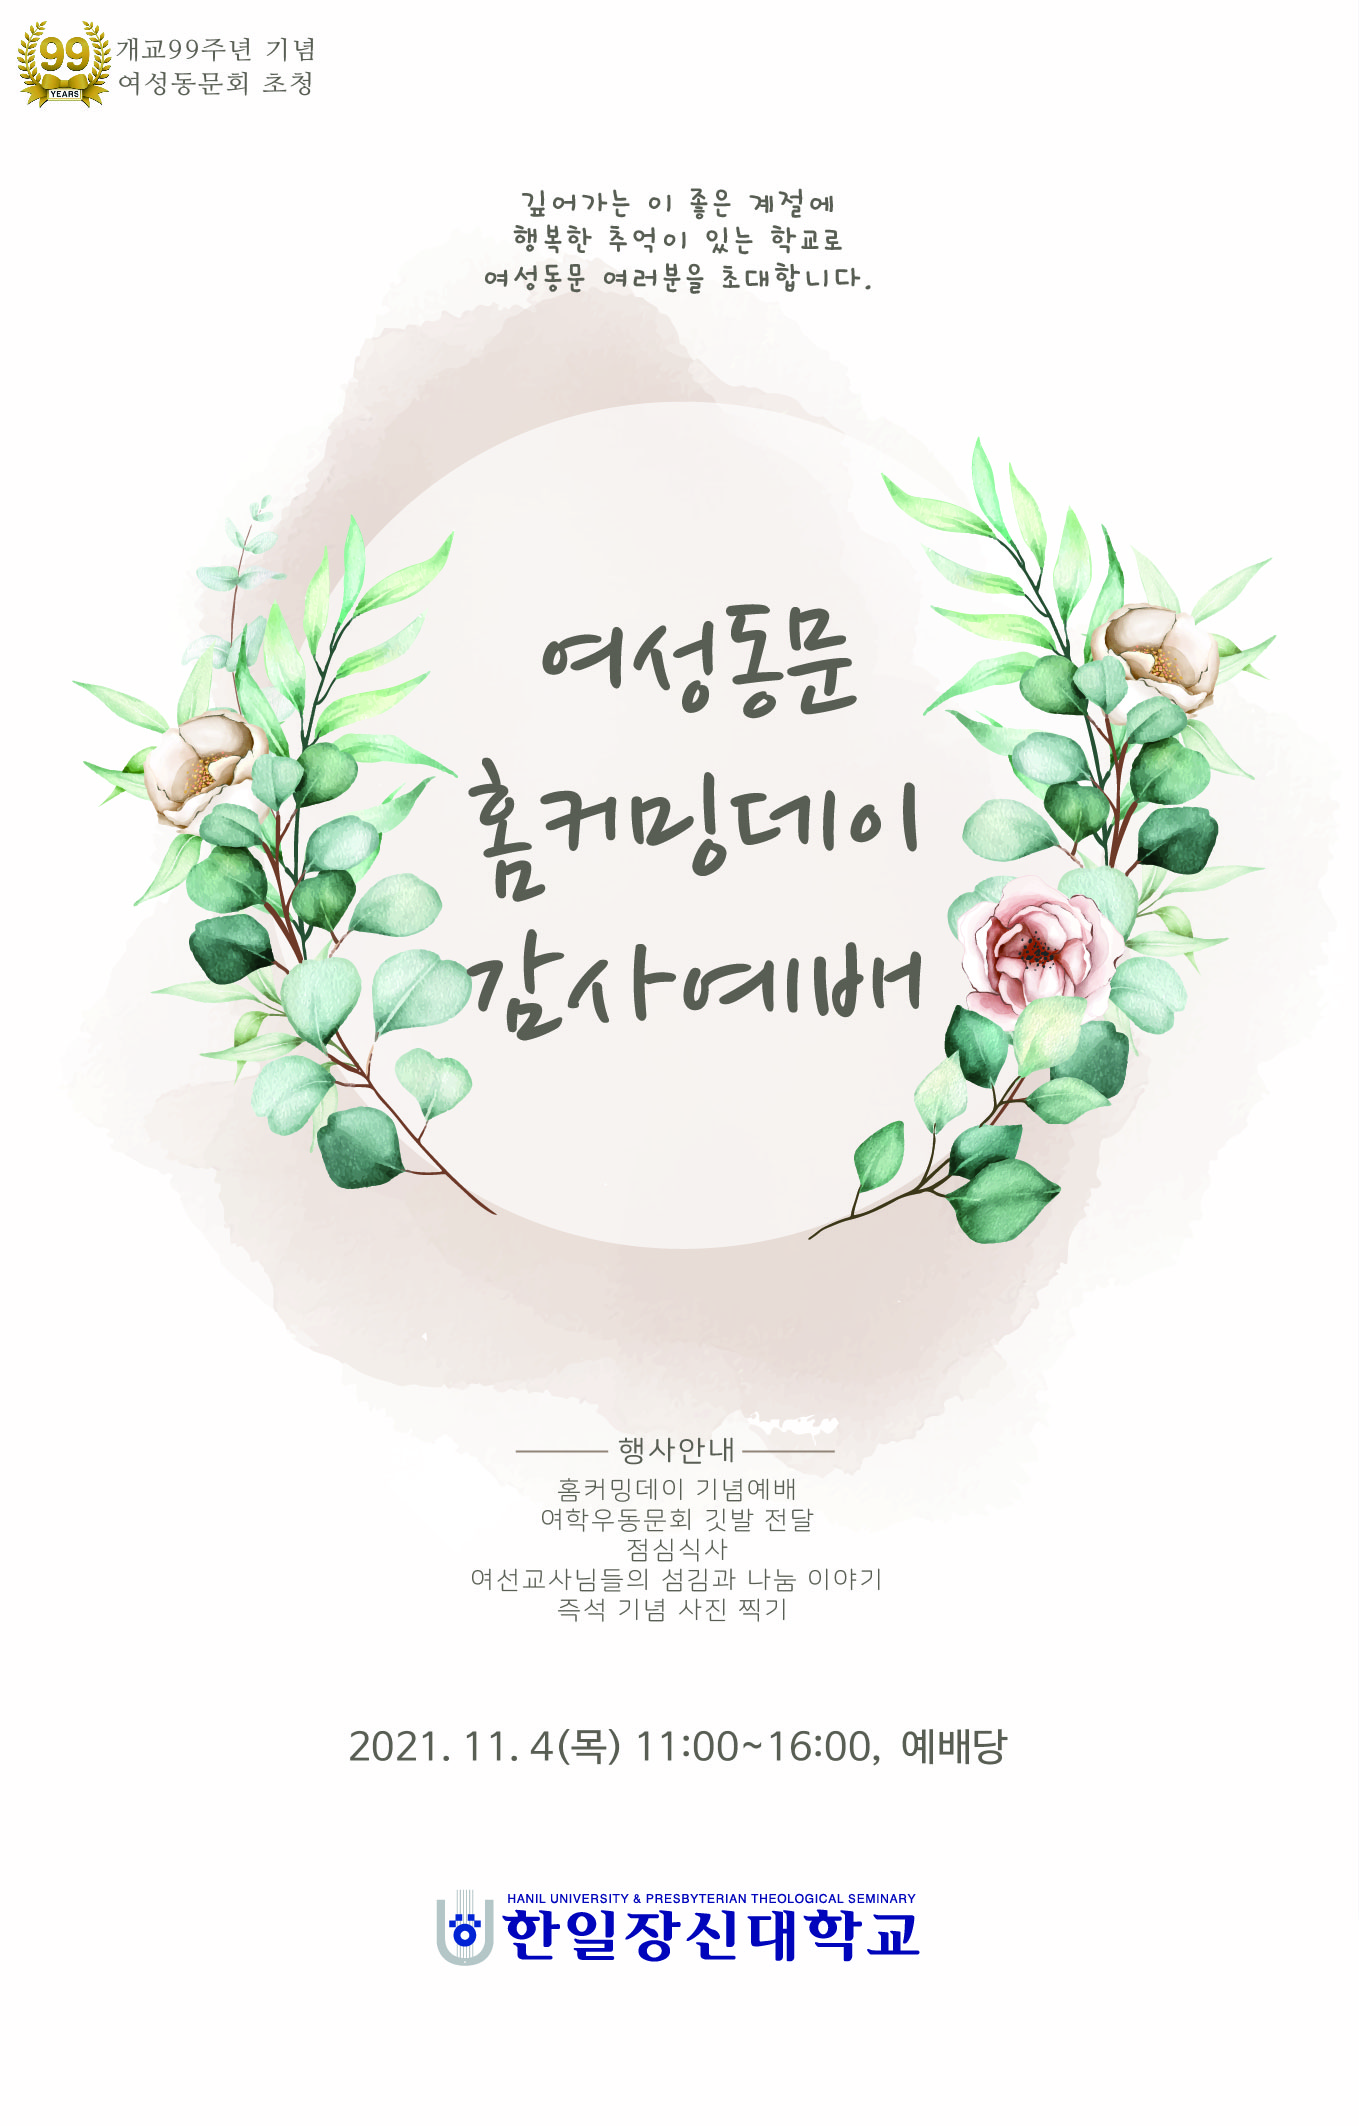 99
YEARS
개교99주년 기념
여성동문회 초청
깊어가는 이 좋은 계절에
행복한 추억이 있는 학교로
여성동문 여러분을 초대합니다.
여성동문
홈커밍데이
감사예배
행사안내
홈커밍데이 기념예배
여학우동문회 깃발 전달
점심식사
여선교사님들의 섬김과 나눔 이야기
즉석 기념 사진 찍기
2021. 11. 4(목) 11:00~16:00, 예배당
HANIL UNIVERSITY & PRESBYTERIAN THEOLOGICAL SEMINARY
한일장신대학교